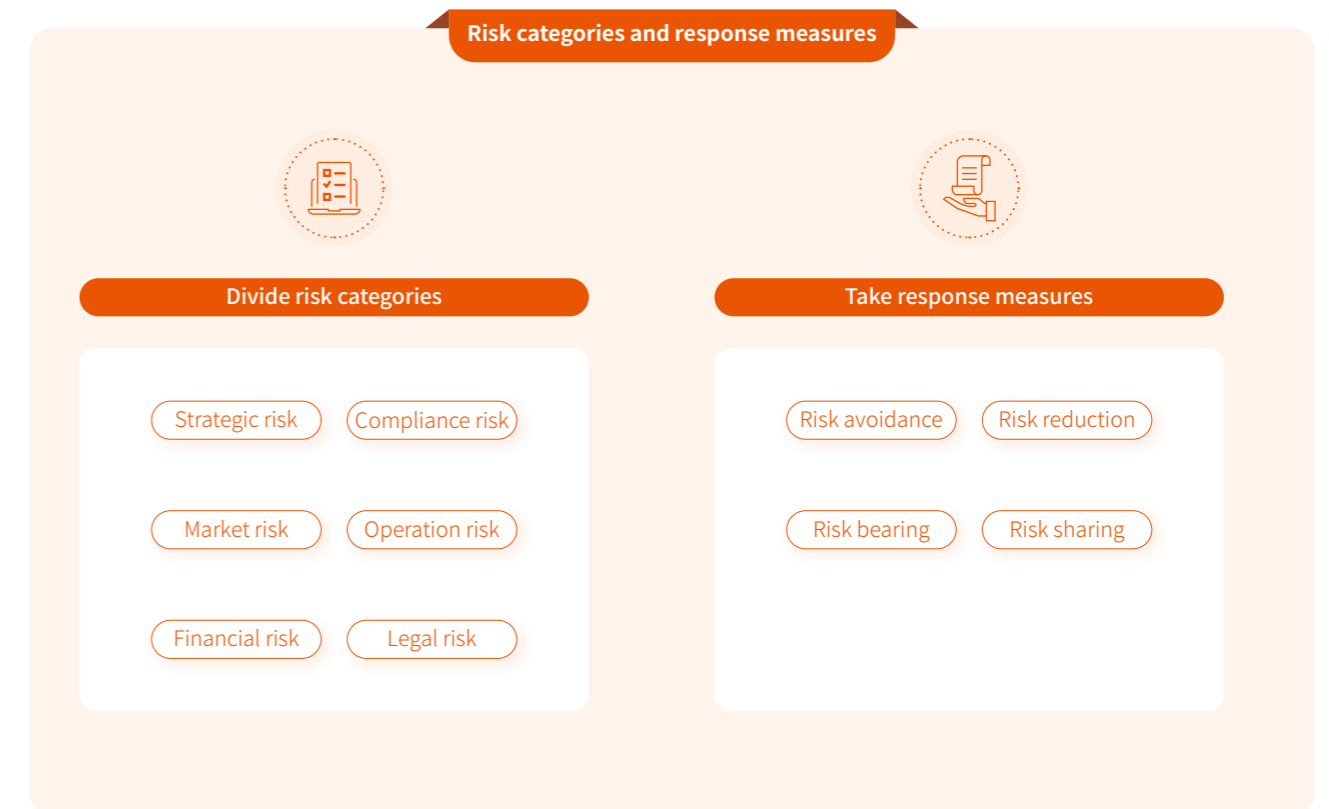 Risk categories and response measures
Divide risk categories
Strategic risk
Compliance risk
Market risk
Operation risk
Financial risk
Legal risk
Take response measures
Risk avoidance
Risk reduction
Risk bearing
Risk sharing